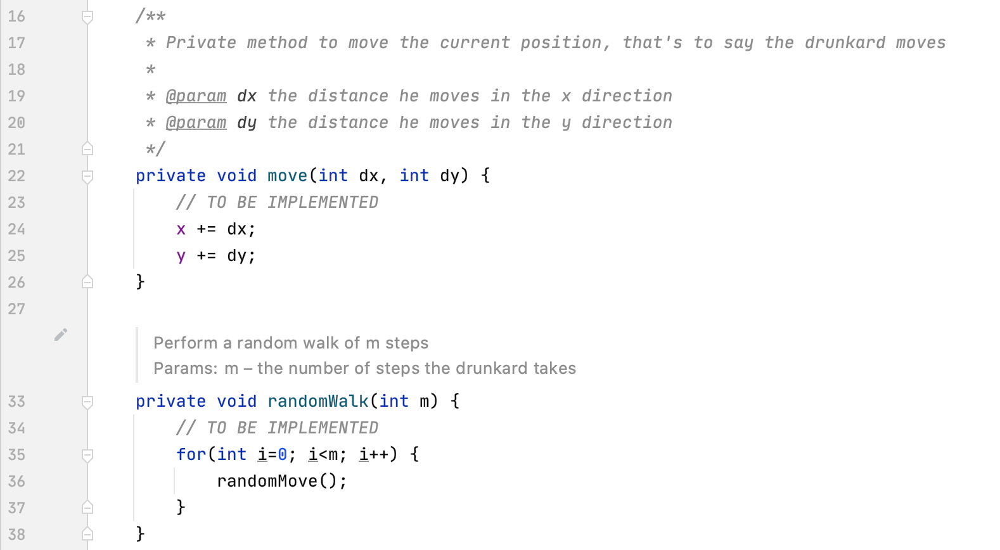 16 /**
17 * Private method to move the current position, that's to say the drunkard moves
18 *
19 * @param dx the distance he moves in the x direction
20 * @param dy the distance he moves in the y direction
21 */
22 private void move(int dx, int dy) {
23 // TO BE IMPLEMENTED
24 x += dx;
25 y += dy;
26 }
27
Perform a random walk of m steps
Params: m – the number of steps the drunkard takes
33 private void randomWalk(int m) {
34 // TO BE IMPLEMENTED
35 for(int i=0; i<m; i++) {
36 randomMove();
37 }
38 }